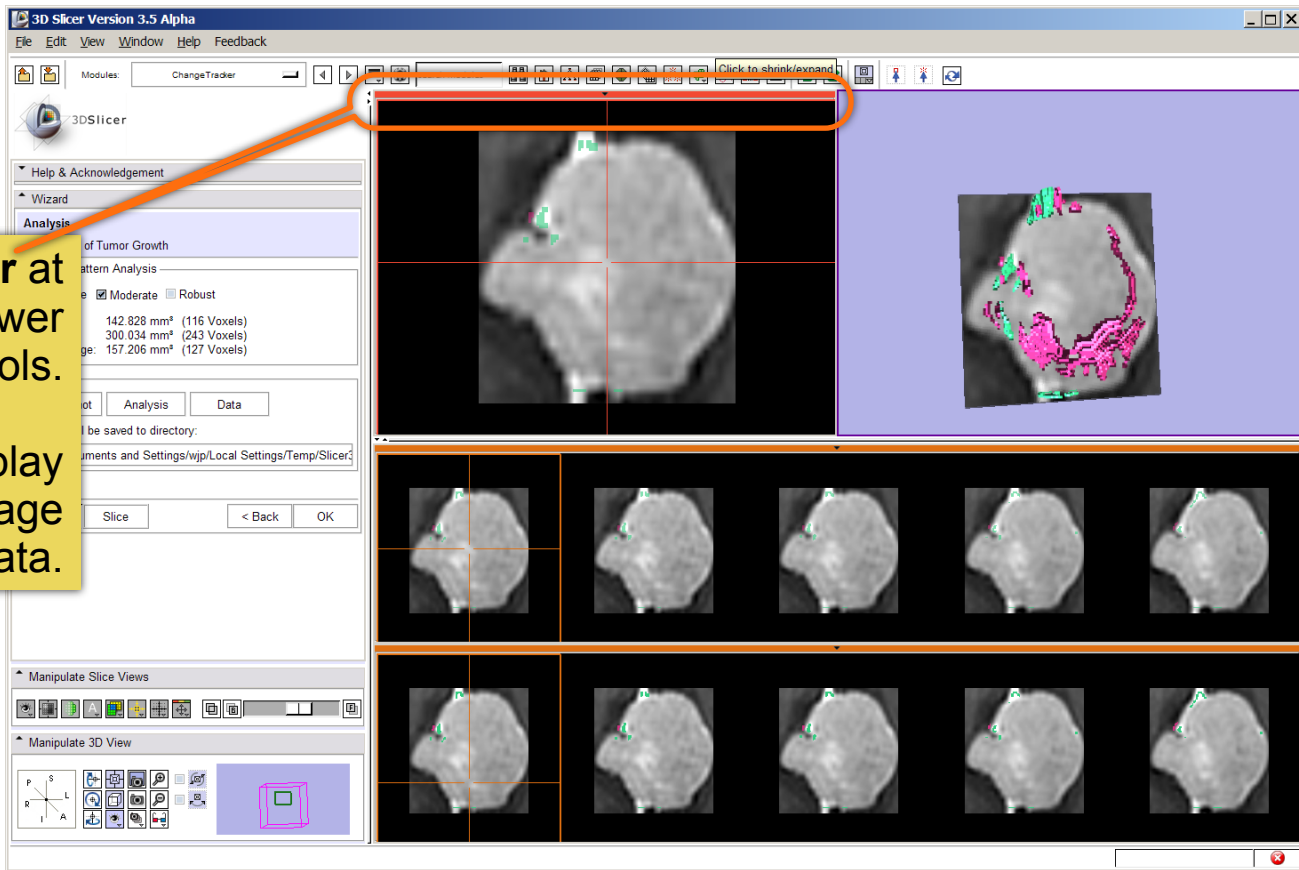 3D Slicer Version 3.5 Alpha
File Edit View Window Help Feedback
Modules: ChangeTracker
Click to shrink/expand
3DSlicer
Help & Acknowledgement
Wizard
Analysis
of Tumor Growth
attern Analysis
e Moderate Robust
142.828 mm³ (116 Voxels)
300.034 mm³ (243 Voxels)
ge: 157.206 mm³ (127 Voxels)
r at
wer
ols.
ot Analysis Data
l be saved to directory:
uments and Settings/wjp/Local Settings/Temp/Slicer3
play
age
ata.
Slice < Back OK
Manipulate Slice Views
A
F
Manipulate 3D View
P S
R L
I A